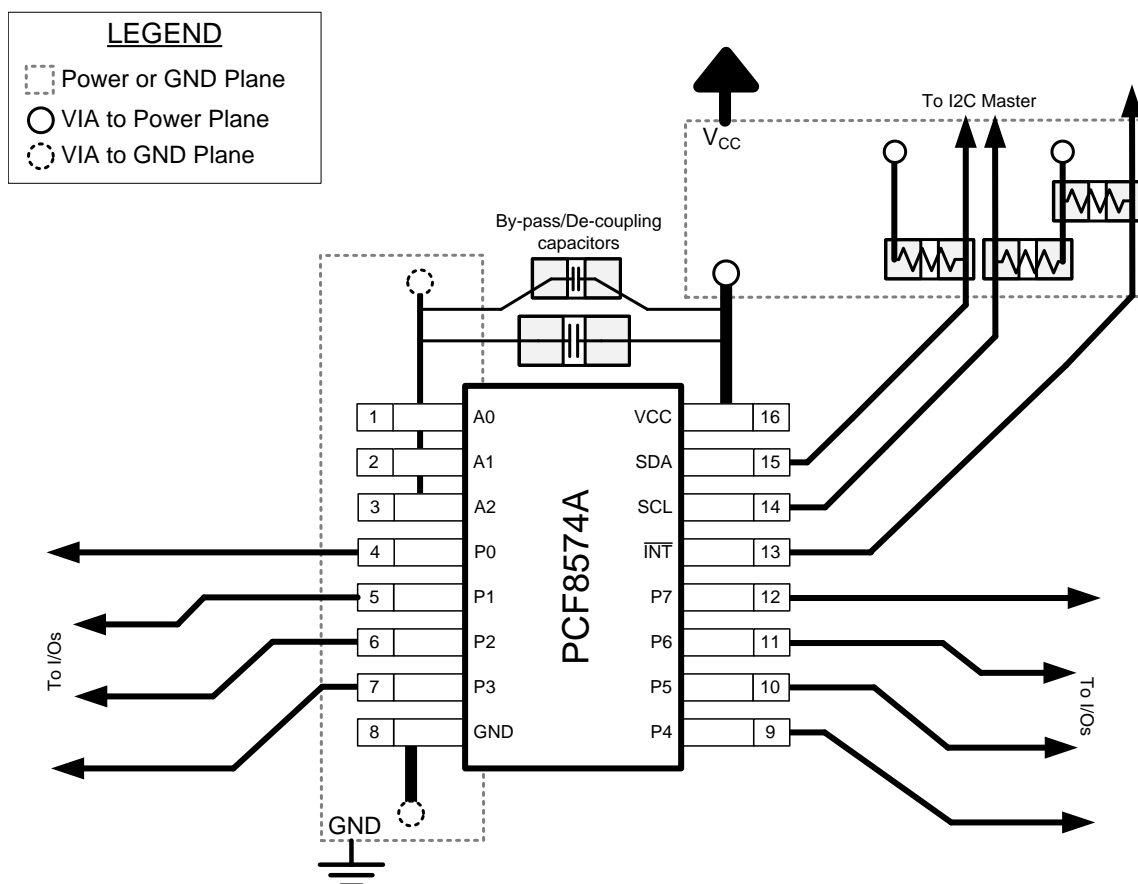 LEGEND
Power or GND Plane
VIA to Power Plane
VIA to GND Plane
To I2C Master
VCC
By-pass/De-coupling
capacitors
1 A0 VCC 16
2 A1 SDA 15
3 A2 SCL 14
4 P0 INT 13
5 P1 P7 12
6 P2 P6 11
7 P3 P5 10
8 GND P4 9
PCF8574A
To I/Os
To I/Os
GND